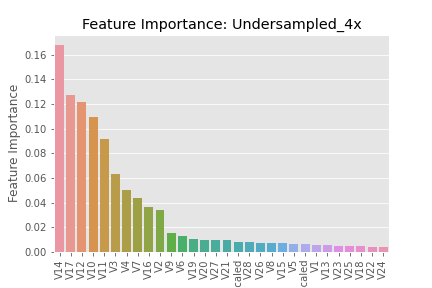 Feature Importance: Undersampled_4x
Feature Importance
0.16
0.14
0.12
0.10
0.08
0.06
0.04
0.02
0.00
V14
V17
V12
V10
V11
V3
V4
V7
V16
V2
V9
V6
V19
V20
V27
V21
caled
V28
V26
V8
V15
V5
caled
V1
V13
V23
V25
V18
V22
V24